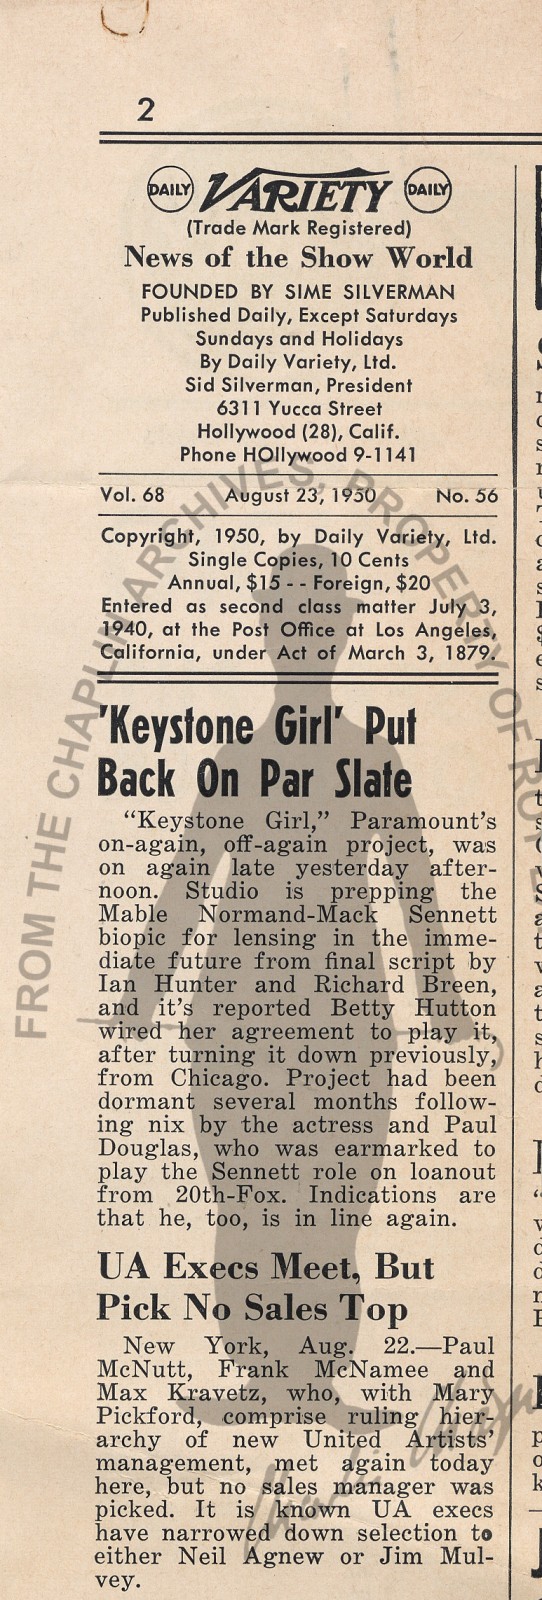 2
DAILY VARIETY DAILY
(Trade Mark Registered)
News of the Show World
FOUNDED BY SIME SILVERMAN
Published Daily, Except Saturdays
Sundays and Holidays
By Daily Variety, Ltd.
Sid Silverman, President
6311 Yucca Street
Hollywood (28), Calif.
Phone HOllywood 9-1141
Vol. 68 August 23, 1950 No. 56
Copyright, 1950, by Daily Variety, Ltd.
Single Copies, 10 Cents
Annual, $15 - - Foreign, $20
Entered as second class matter July 3,
1940, at the Post Office at Los Angeles,
California, under Act of March 3, 1879.
'Keystone Girl' Put
Back On Par Slate
"Keystone Girl," Paramount's
on-again, off-again project, was
on again late yesterday after-
noon. Studio is prepping the
Mable Normand-Mack Sennett
biopic for lensing in the imme-
diate future from final script by
Ian Hunter and Richard Breen,
and it's reported Betty Hutton
wired her agreement to play it,
after turning it down previously,
from Chicago. Project had been
dormant several months follow-
ing nix by the actress and Paul
Douglas, who was earmarked to
play the Sennett role on loanout
from 20th-Fox. Indications are
that he, too, is in line again.
UA Execs Meet, But
Pick No Sales Top
New York, Aug. 22.—Paul
McNutt, Frank McNamee and
Max Kravetz, who, with Mary
Pickford, comprise ruling hier-
archy of new United Artists'
management, met again today
here, but no sales manager was
picked. It is known UA execs
have narrowed down selection to
either Neil Agnew or Jim Mul-
vey.
FROM THE CHAPLIN ARCHIVES, PROPERTY OF
Charlie